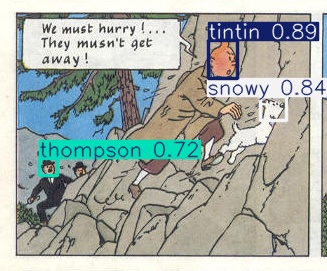 We must hurry!...
They musn't get
away!
tintin 0.89
snowy 0.84
thompson 0.72